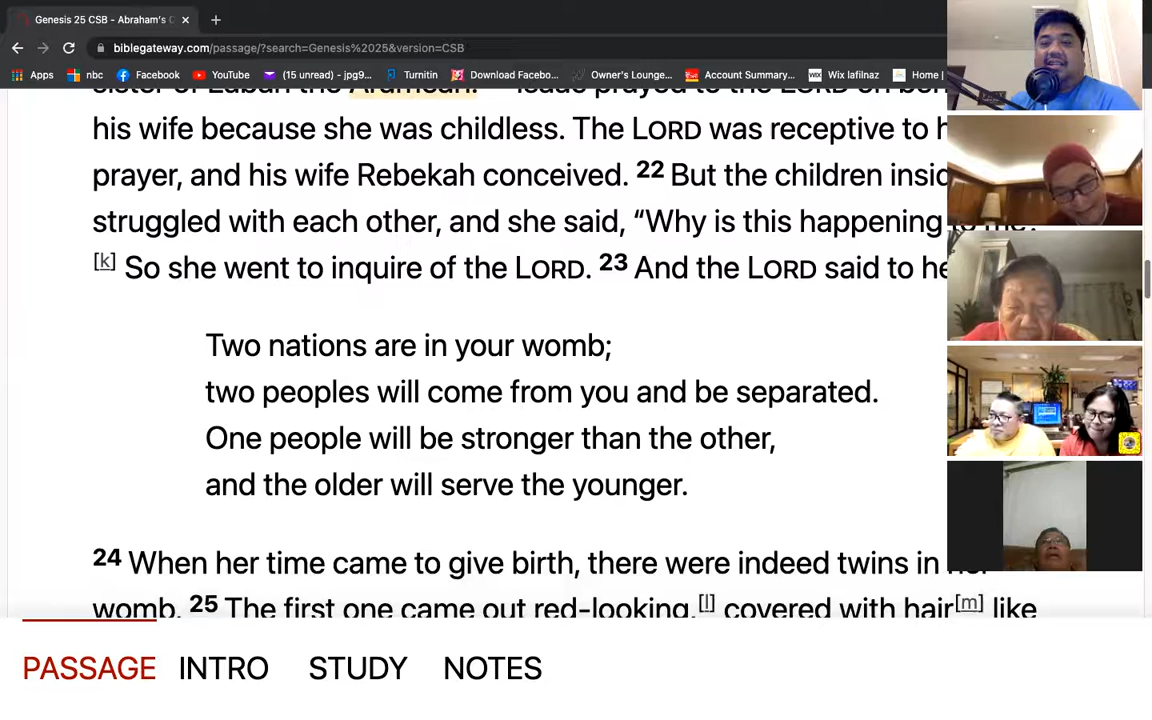 Genesis 25 CSB - Abraham's
biblegateway.com/passage/?search=Genesis%2025&version=CSB
Apps nbc Facebook YouTube (15 unread) - jpg9... Turnitin Download Facebo... Owner's Lounge... Account Summary... Wix lafilnaz Home |
his wife because she was childless. The LORD was receptive to
prayer, and his wife Rebekah conceived. 22 But the children
struggled with each other, and she said, “Why is this happening to me?
[k] So she went to inquire of the LORD. 23 And the LORD said to
Two nations are in your womb;
two peoples will come from you and be separated.
One people will be stronger than the other,
and the older will serve the younger.
24 When her time came to give birth, there were indeed twins in her
womb. 25 The first one came out red-looking,[l] covered with hair[m] like
PASSAGE INTRO STUDY NOTES